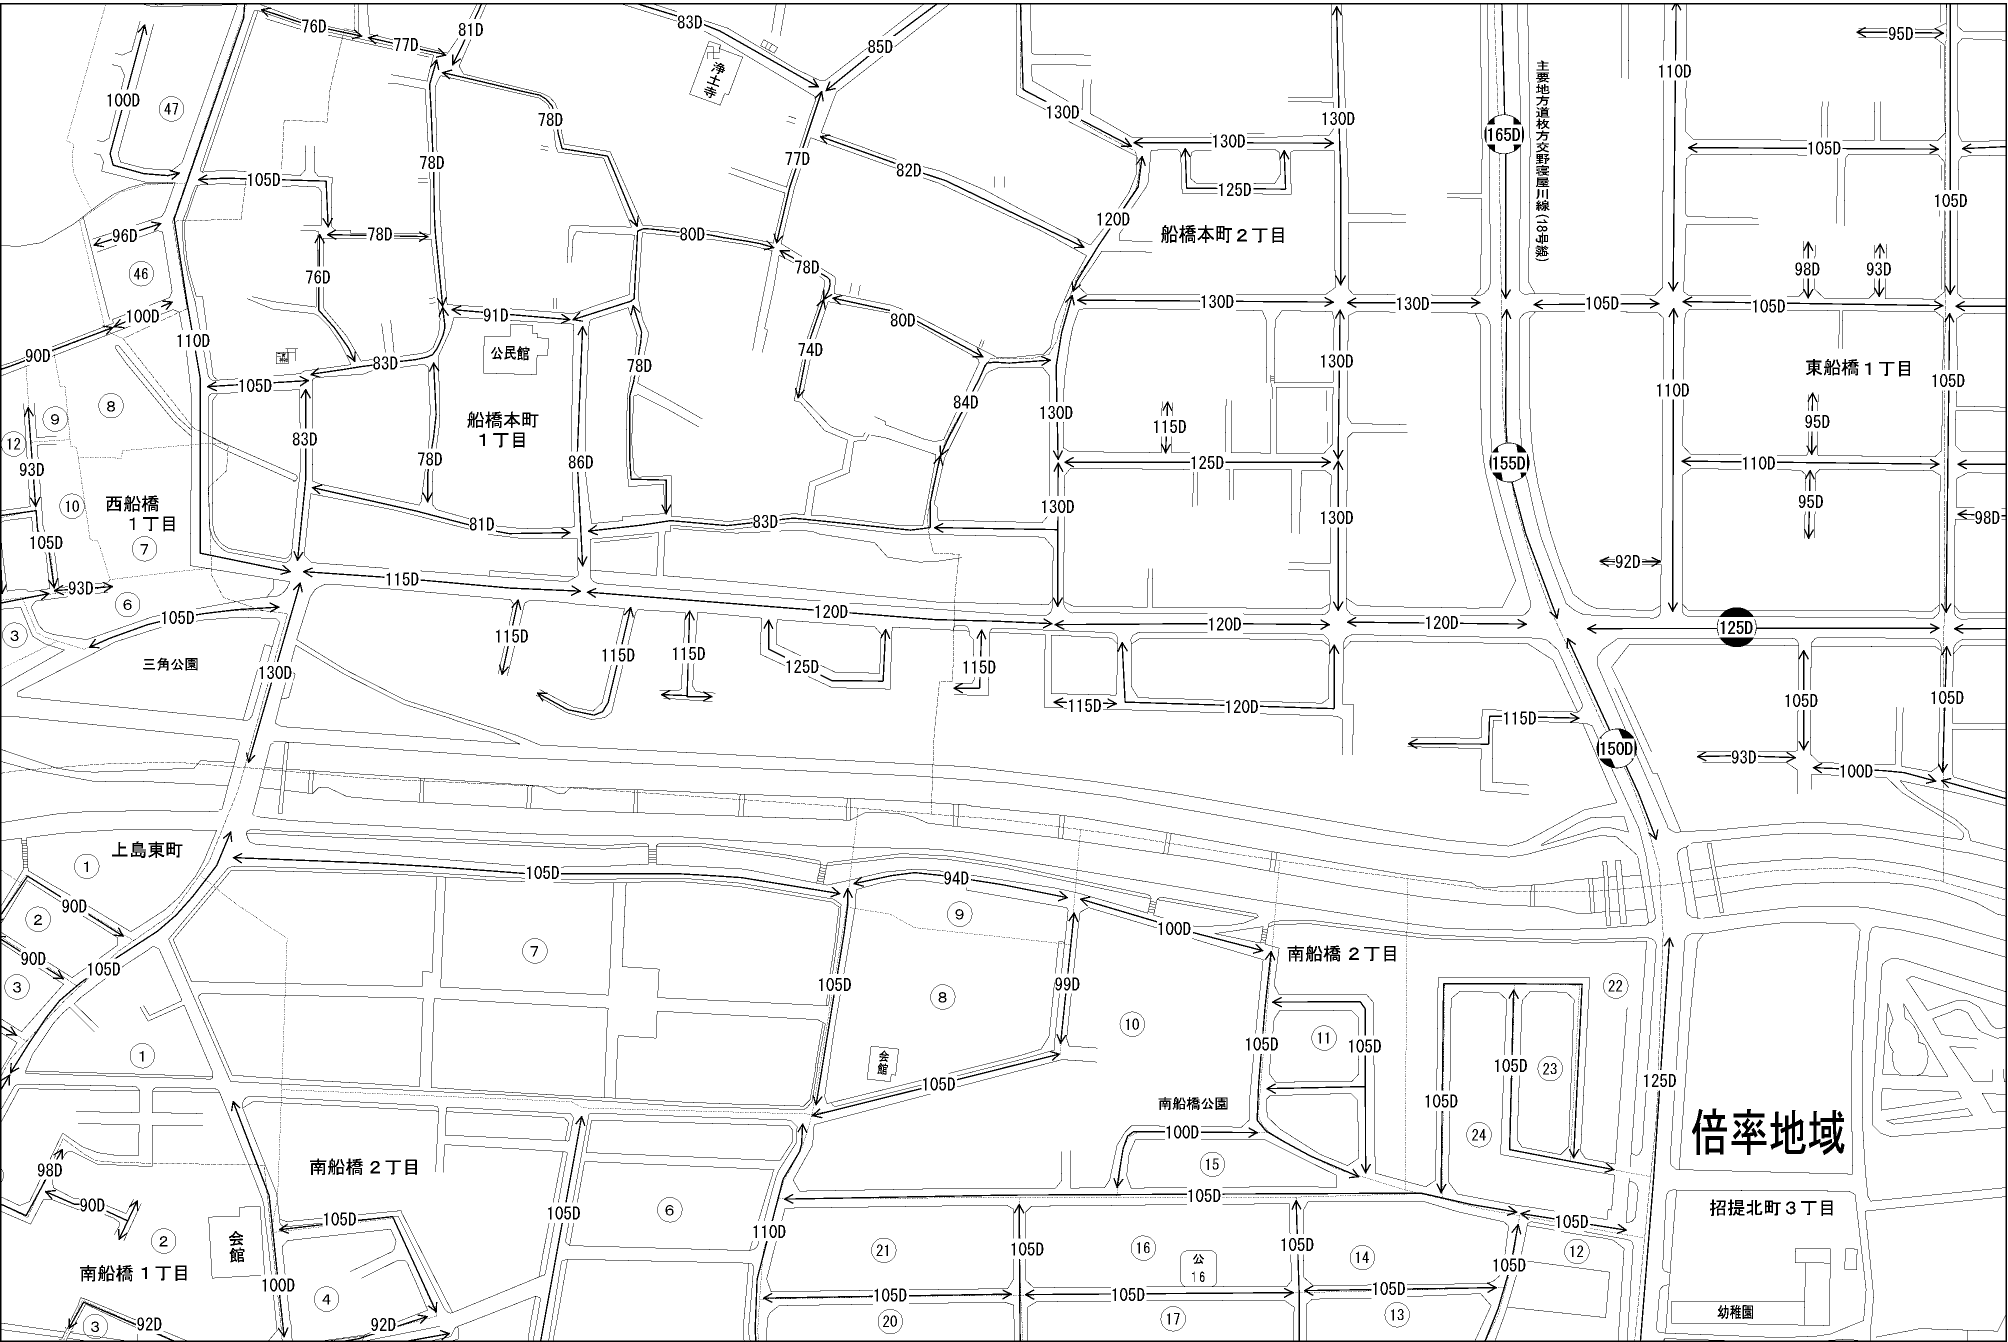 76D
77D
81D
83D
85D
95D
100D
47
浄土寺
130D
130D
110D
主要地方道枚方交野寝屋川線(18号線)
165D
78D
77D
130D
105D
78D
82D
125D
105D
105D
96D
78D
80D
120D
船橋本町2丁目
46
76D
78D
98D
93D
100D
91D
80D
130D
130D
105D
105D
110D
90D
83D
公民館
78D
74D
130D
東船橋1丁目
105D
105D
110D
9
8
船橋本町
1丁目
84D
130D
115D
95D
12
93D
83D
78D
86D
125D
155D
110D
10
西船橋
1丁目
81D
83D
130D
130D
95D
98D
105D
7
93D
115D
92D
6
105D
120D
120D
120D
125D
3
三角公園
130D
115D
115D
115D
125D
115D
115D
120D
115D
105D
105D
150D
93D
100D
上島東町
1
105D
94D
2
90D
9
100D
90D
105D
7
南船橋2丁目
3
105D
8
99D
22
10
11
105D
105D
1
会館
105D
105D
23
125D
105D
南船橋公園
100D
24
倍率地域
98D
南船橋2丁目
15
90D
105D
105D
6
110D
105D
105D
招提北町3丁目
2
会館
21
105D
16
公
16
105D
14
105D
12
南船橋1丁目
100D
4
105D
105D
105D
3
92D
92D
20
17
13
幼稚園